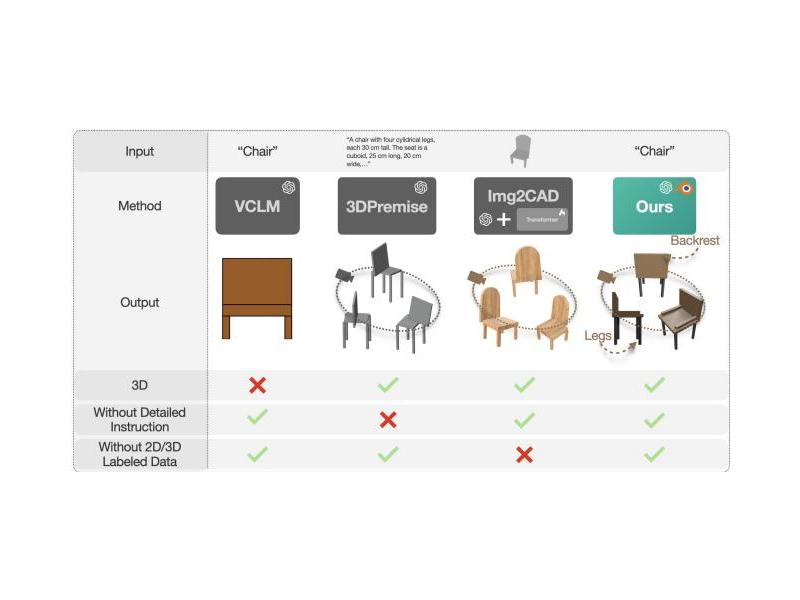 Input
“Chair”
“A chair with four cylidrical legs,
each 30 cm tall. The seat is a
cuboid, 25 cm long, 20 cm
wide,...”
“Chair”
Method
VCLM
3DPremise
Img2CAD
+
Transformer
Ours
Output
Backrest
Legs
3D
Without Detailed
Instruction
Without 2D/3D
Labeled Data